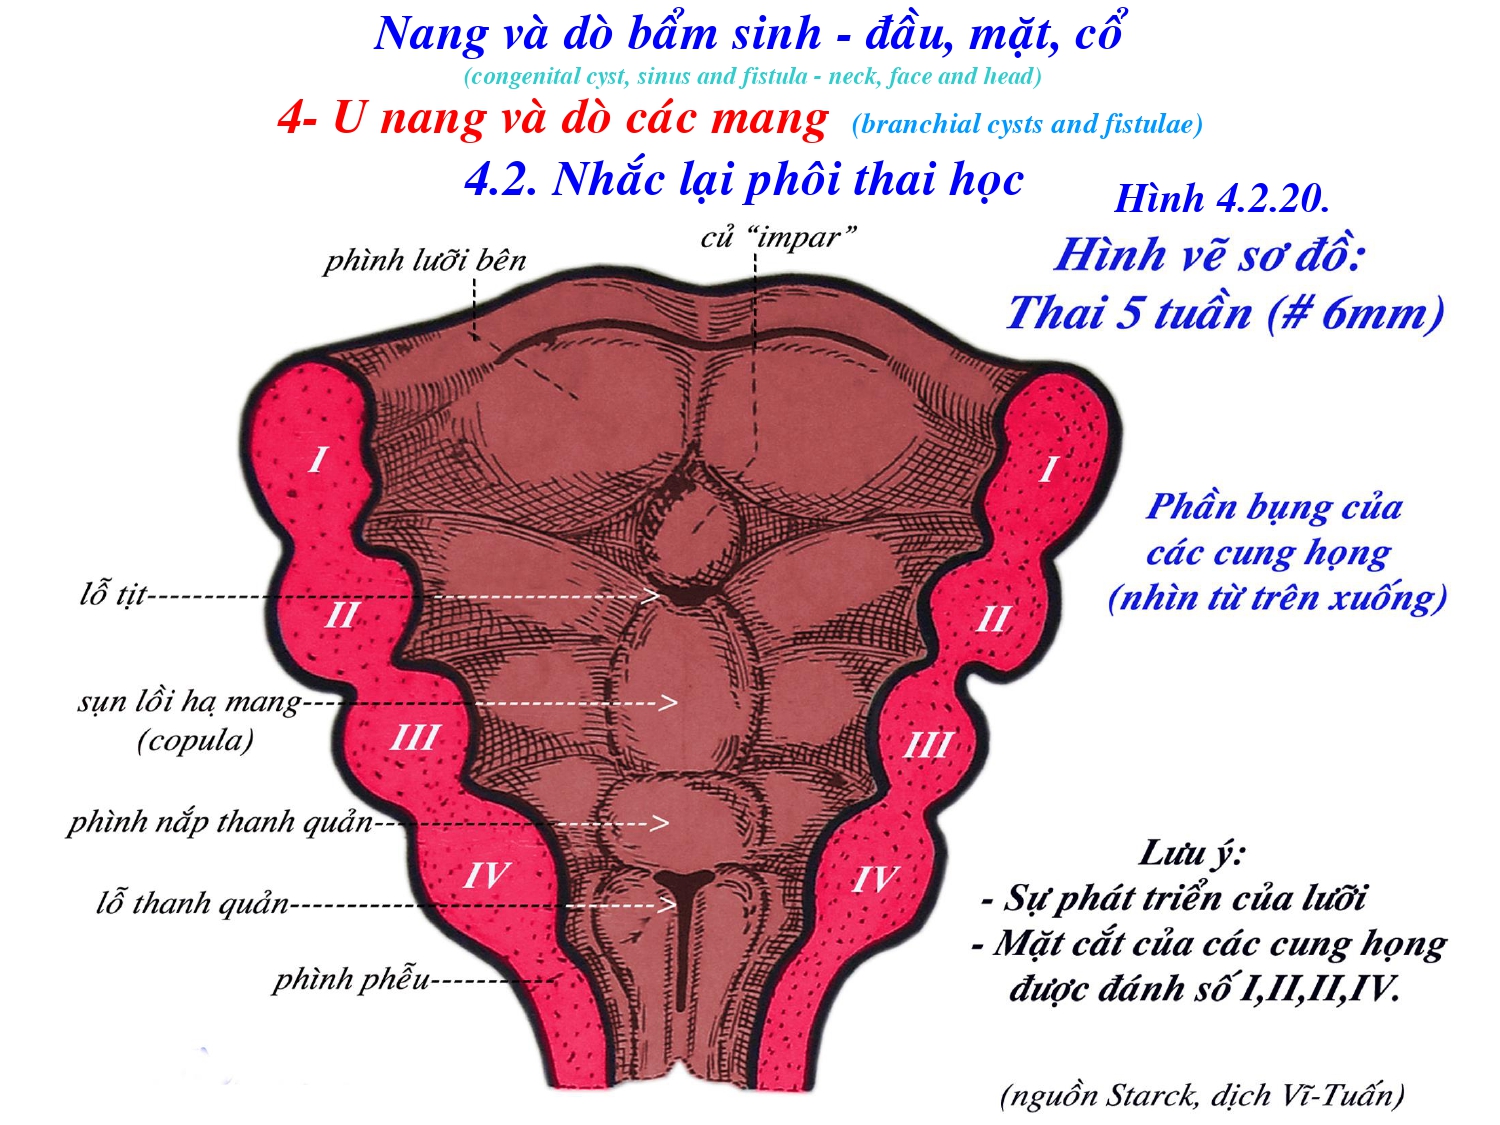 Nang và dò bẩm sinh - đầu, mặt, cổ
(congenital cyst, sinus and fistula - neck, face and head)
4- U nang và dò các mang (branchial cysts and fistulae)
4.2. Nhắc lại phôi thai học
Hình 4.2.20.
Hình vẽ sơ đồ:
Thai 5 tuần (# 6mm)
củ “impar”
phình lưỡi bên
I
I
Phần bụng của
các cung họng
(nhìn từ trên xuống)
lỗ tịt
II
II
sụn lồi hạ mang
(copula)
III
III
phình nắp thanh quản
IV
IV
lỗ thanh quản
phình phễu
Lưu ý:
- Sự phát triển của lưỡi
- Mặt cắt của các cung họng
được đánh số I,II,II,IV.
(nguồn Starck, dịch Vĩ-Tuấn)